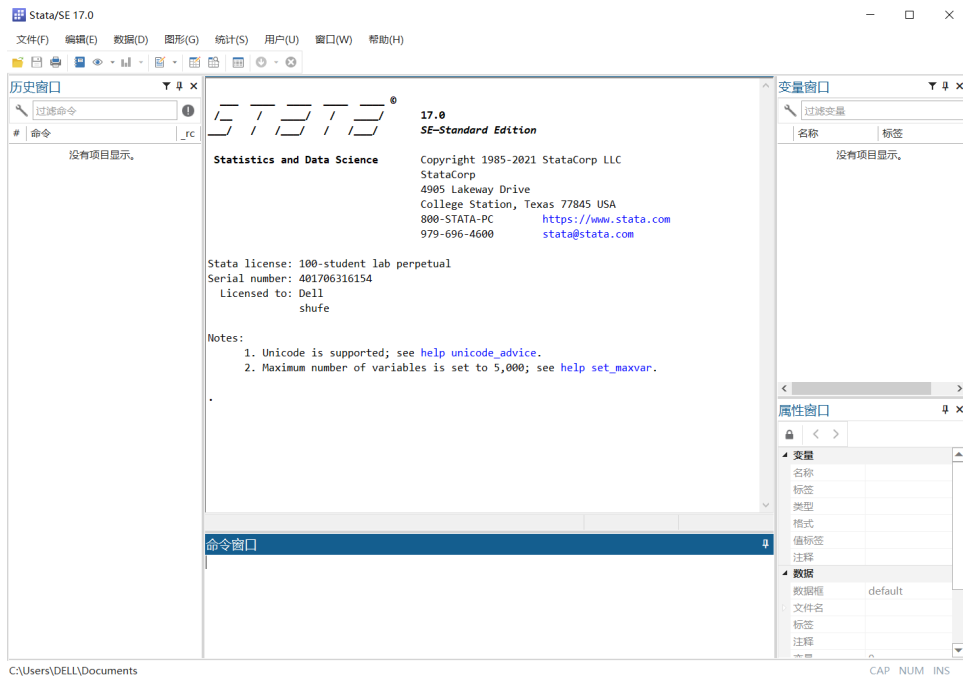 Stata/SE 17.0
文件(F) 编辑(E) 数据(D) 图形(G) 统计(S) 用户(U) 窗口(W) 帮助(H)
历史窗口
过滤命令
# 命令 _rc
没有项目显示。
17.0
SE—Standard Edition
Statistics and Data Science Copyright 1985-2021 StataCorp LLC
StataCorp
4905 Lakeway Drive
College Station, Texas 77845 USA
800-STATA-PC https://www.stata.com
979-696-4600 stata@stata.com
Stata license: 100-student lab perpetual
Serial number: 401706316154
Licensed to: Dell
shufe
Notes:
1. Unicode is supported; see help unicode_advice.
2. Maximum number of variables is set to 5,000; see help set_maxvar.
.
命令窗口
变量窗口
过滤变量
名称 标签
没有项目显示。
属性窗口
变量
名称
标签
类型
格式
值标签
注释
数据
数据框 default
文件名
标签
注释
C:\Users\DELL\Documents
CAP NUM INS